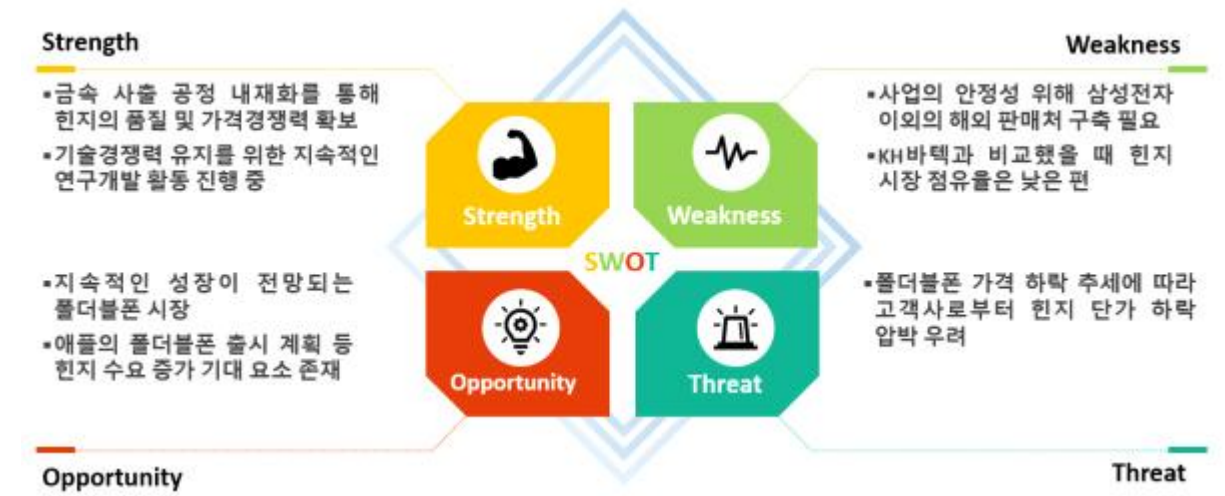 Strength
▪금속 사출 공정 내재화를 통해
힌지의 품질 및 가격경쟁력 확보
▪기술경쟁력 유지를 위한 지속적인
연구개발 활동 진행 중
Weakness
▪사업의 안정성 위해 삼성전자
이외의 해외 판매처 구축 필요
▪KH바텍과 비교했을 때 힌지
시장 점유율은 낮은 편
Strength
Weakness
SWOT
Opportunity
Threat
▪지속적인 성장이 전망되는
폴더블폰 시장
▪애플의 폴더블폰 출시 계획 등
힌지 수요 증가 기대 요소 존재
Opportunity
▪폴더블폰 가격 하락 추세에 따라
고객사로부터 힌지 단가 하락
압박 우려
Threat